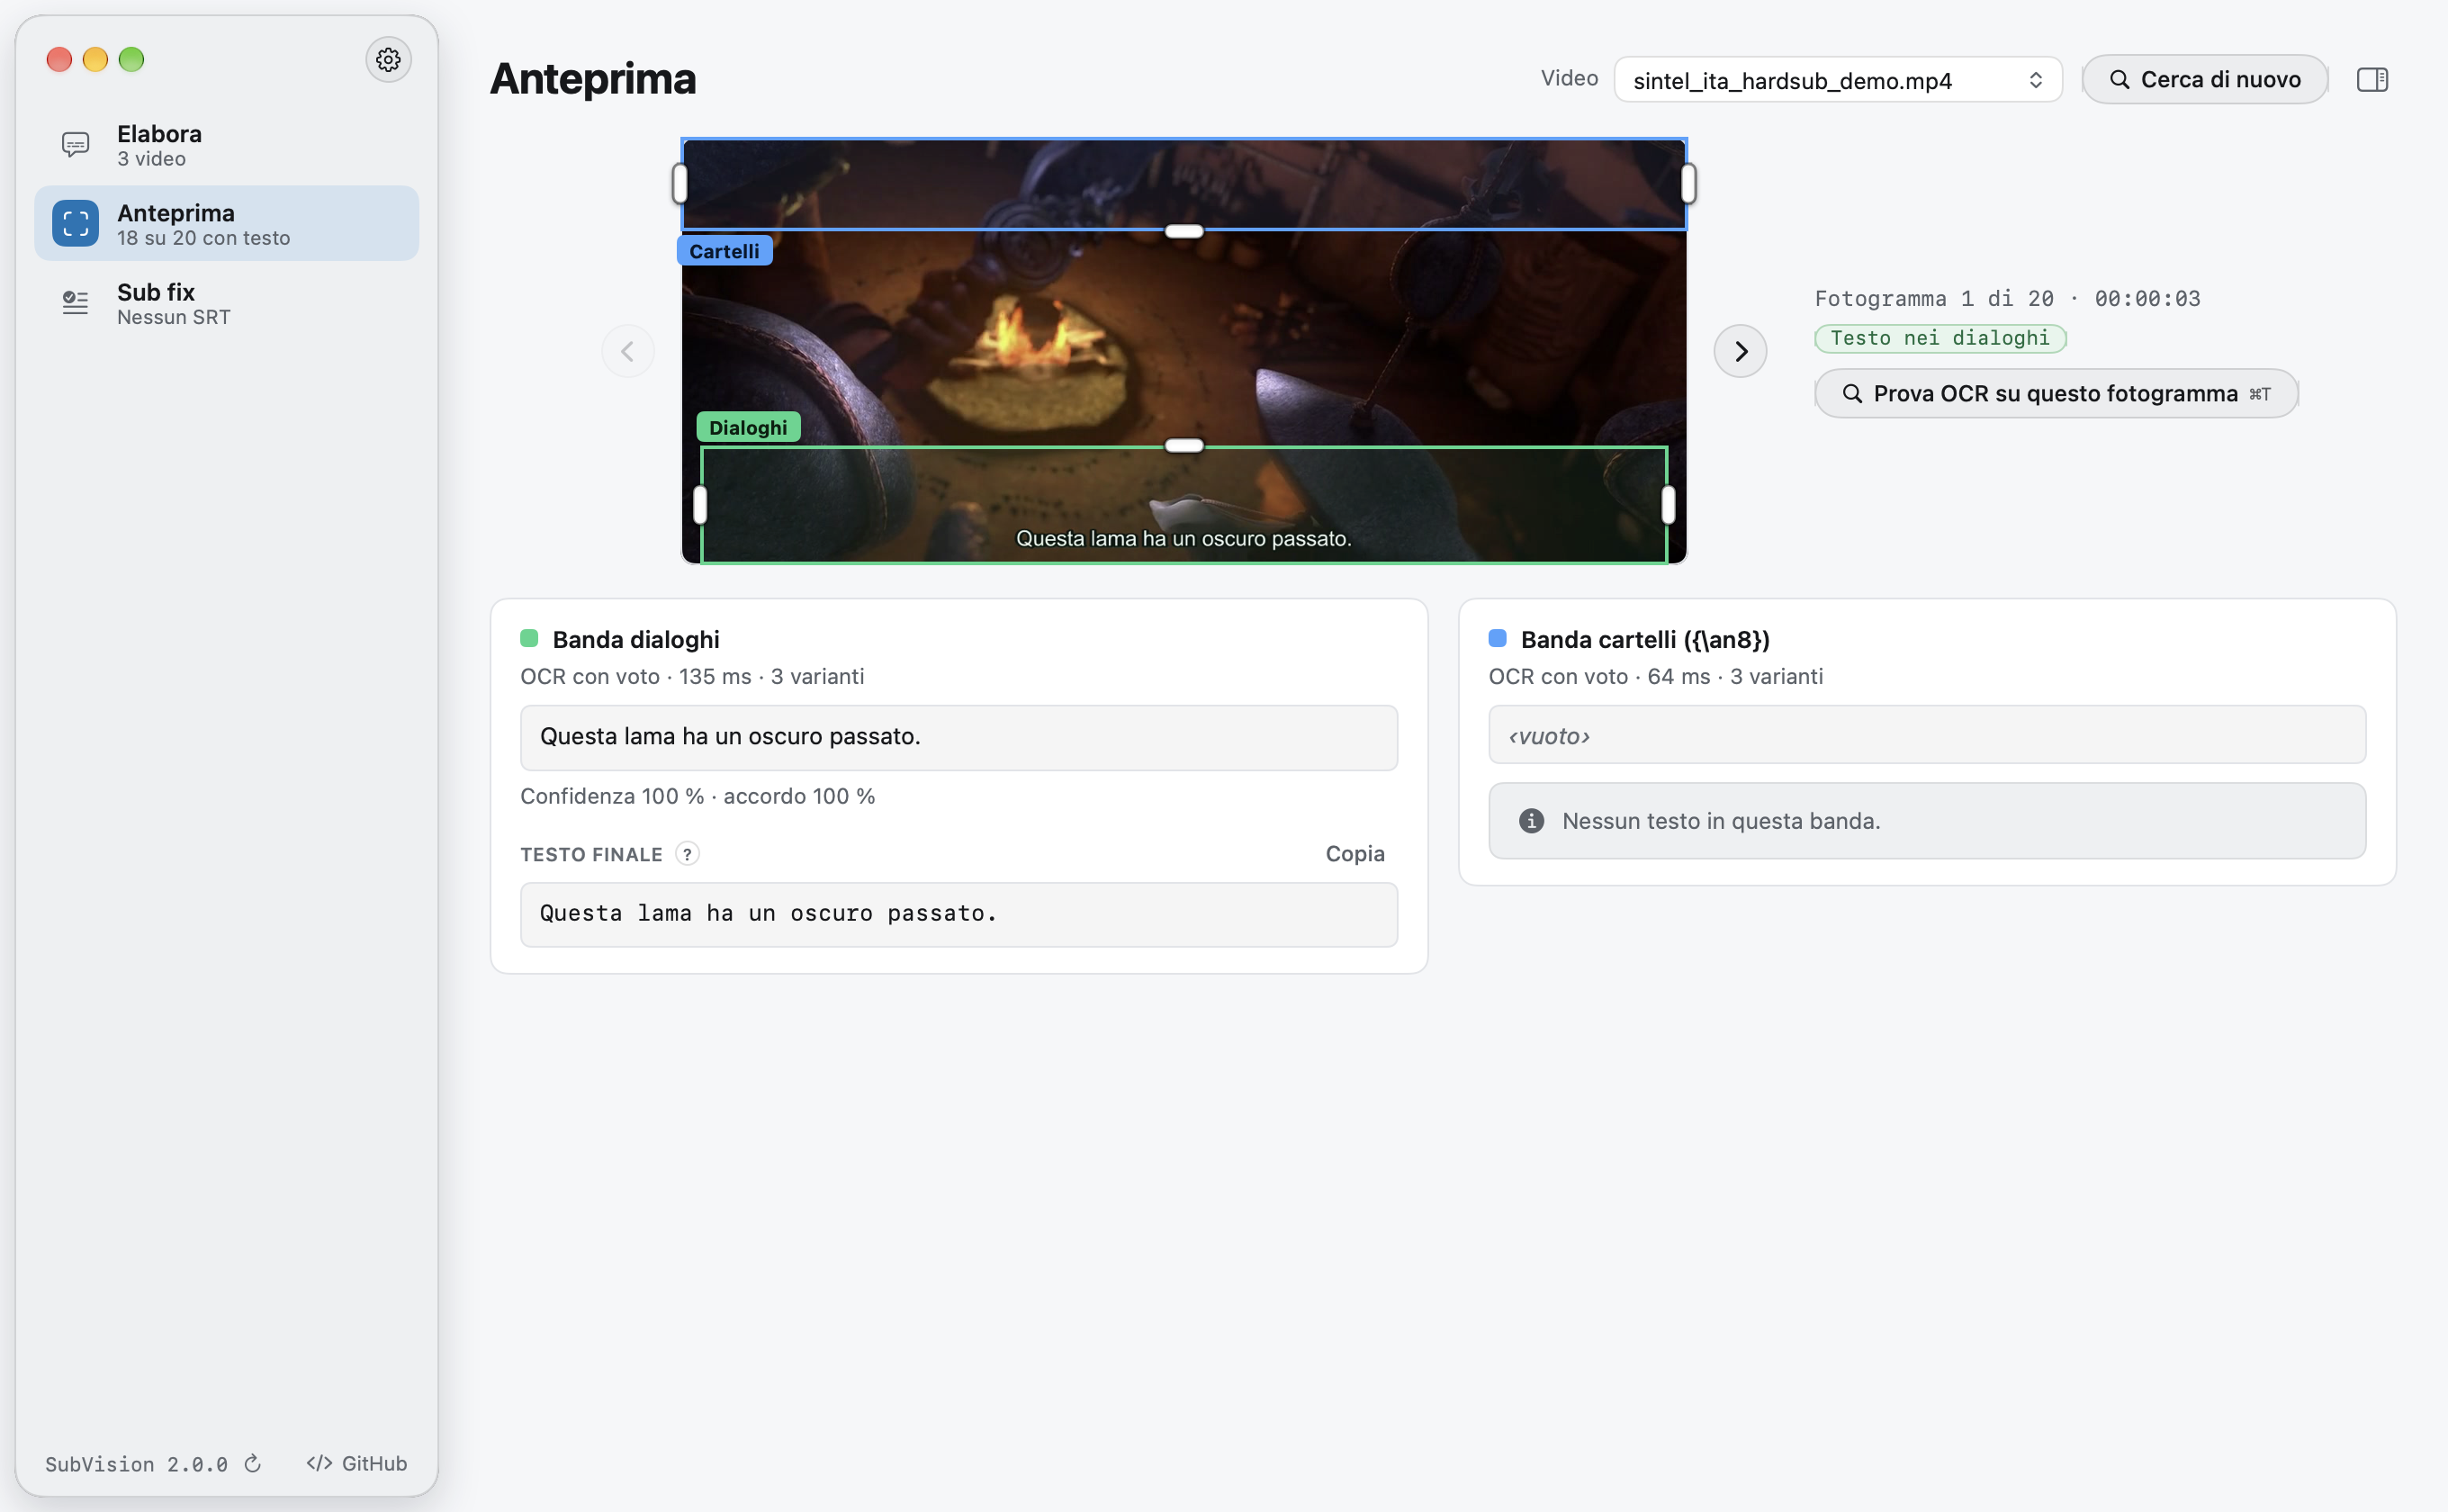 Elabora
3 video
Anteprima
18 su 20 con testo
Sub fix
Nessun SRT
SubVision 2.0.0
</> GitHub
Anteprima
Video
sintel_ita_hardsub_demo.mp4
Cerca di nuovo
Cartelli
Dialoghi
Questa lama ha un oscuro passato.
Fotogramma 1 di 20 · 00:00:03
Testo nei dialoghi
Prova OCR su questo fotogramma ⌘T
Banda dialoghi
OCR con voto · 135 ms · 3 varianti
Questa lama ha un oscuro passato.
Confidenza 100 % · accordo 100 %
TESTO FINALE ?
Copia
Questa lama ha un oscuro passato.
Banda cartelli ({\an8})
OCR con voto · 64 ms · 3 varianti
‹vuoto›
Nessun testo in questa banda.